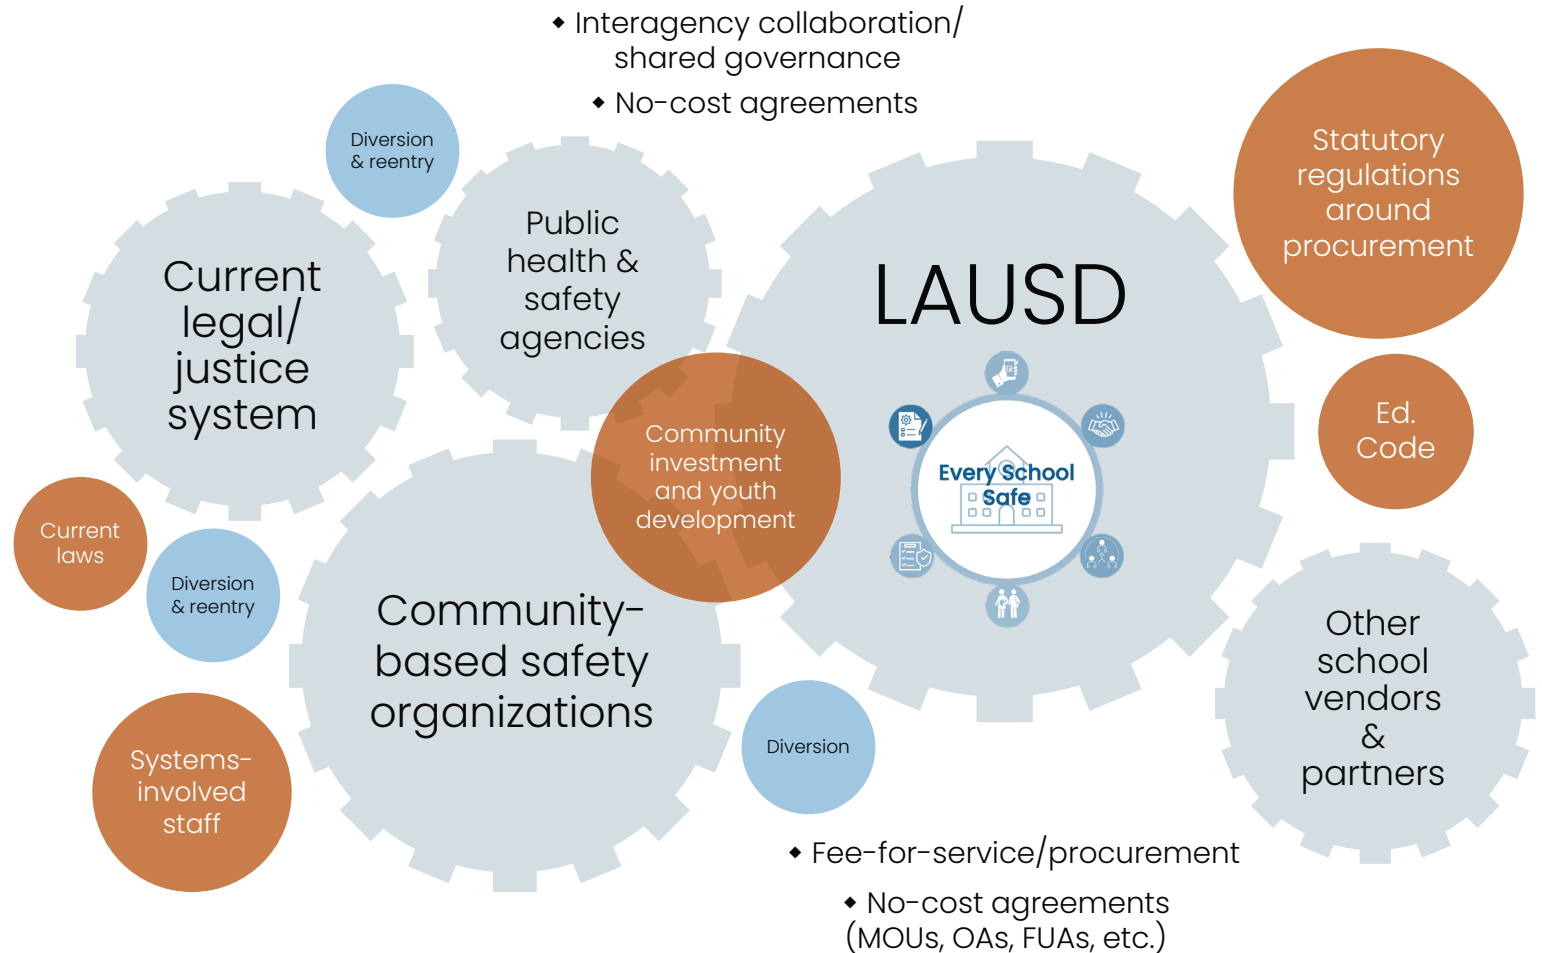 ◆ Interagency collaboration/
shared governance
◆ No-cost agreements
Diversion
& reentry
Statutory
regulations
around
procurement
Public
health &
safety
agencies
Current
legal/
justice
system
LAUSD
Ed.
Code
Community
investment
and youth
development
Every School
Safe
Current
laws
Diversion
& reentry
Community-
based safety
organizations
Other
school
vendors
&
partners
Systems-
involved
staff
Diversion
◆ Fee-for-service/procurement
◆ No-cost agreements
(MOUs, OAs, FUAs, etc.)